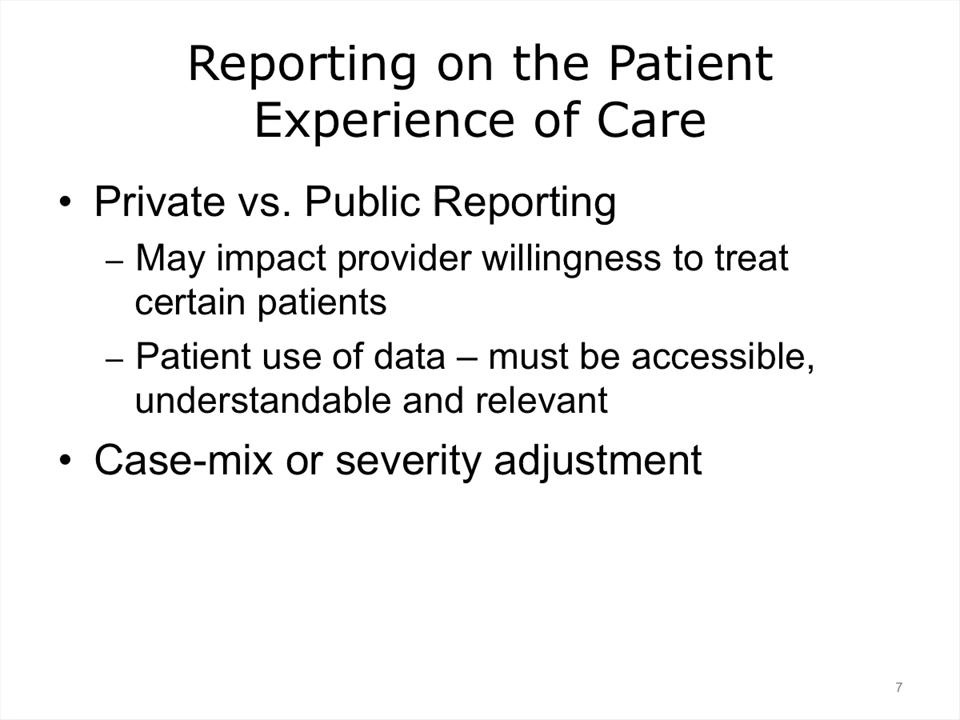 Reporting on the Patient
Experience of Care
• Private vs. Public Reporting
– May impact provider willingness to treat
certain patients
– Patient use of data – must be accessible,
understandable and relevant
• Case-mix or severity adjustment
7